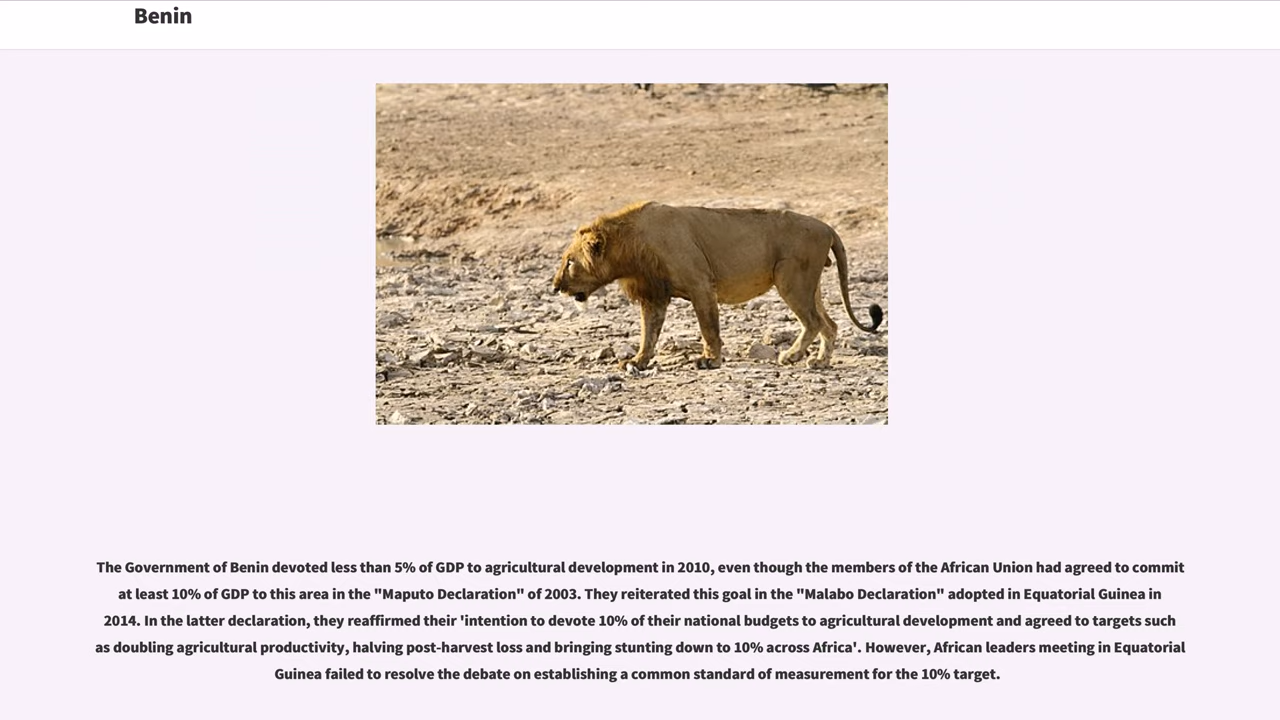 Benin
The Government of Benin devoted less than 5% of GDP to agricultural development in 2010, even though the members of the African Union had agreed to commit
at least 10% of GDP to this area in the "Maputo Declaration" of 2003. They reiterated this goal in the "Malabo Declaration" adopted in Equatorial Guinea in
2014. In the latter declaration, they reaffirmed their 'intention to devote 10% of their national budgets to agricultural development and agreed to targets such
as doubling agricultural productivity, halving post-harvest loss and bringing stunting down to 10% across Africa'. However, African leaders meeting in Equatorial
Guinea failed to resolve the debate on establishing a common standard of measurement for the 10% target.